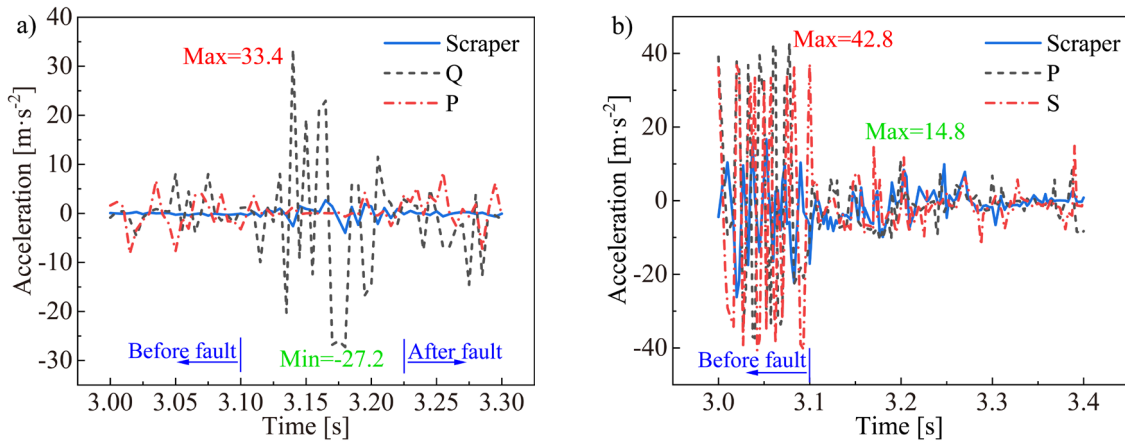 a)
Acceleration [m·s⁻²]
40
30
20
10
0
-10
-20
-30
Max=33.4
Scraper
Q
P
Before fault
Min=-27.2
After fault
3.00 3.05 3.10 3.15 3.20 3.25 3.30
Time [s]
b)
Acceleration [m·s⁻²]
40
20
0
-20
-40
Max=42.8
Scraper
P
S
Max=14.8
Before fault
3.0 3.1 3.2 3.3 3.4
Time [s]